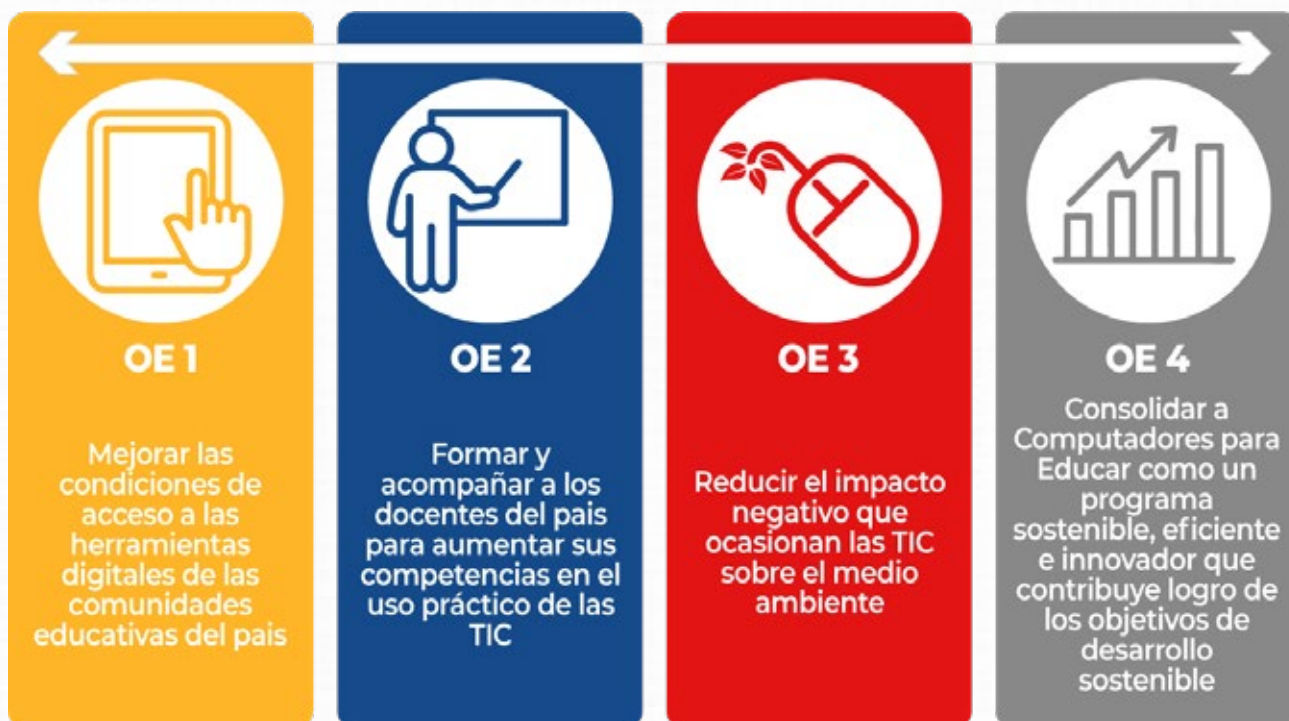 OE 1
Mejorar las
condiciones de
acceso a las
herramientas
digitales de las
comunidades
educativas del pais
OE 2
Formar y
acompañar a los
docentes del pais
para aumentar sus
competencias en el
uso práctico de las
TIC
OE 3
Reducir el impacto
negativo que
ocasionan las TIC
sobre el medio
ambiente
OE 4
Consolidar a
Computadores para
Educar como un
programa
sostenible, eficiente
e innovador que
contribuye logro de
los objetivos de
desarrollo
sostenible